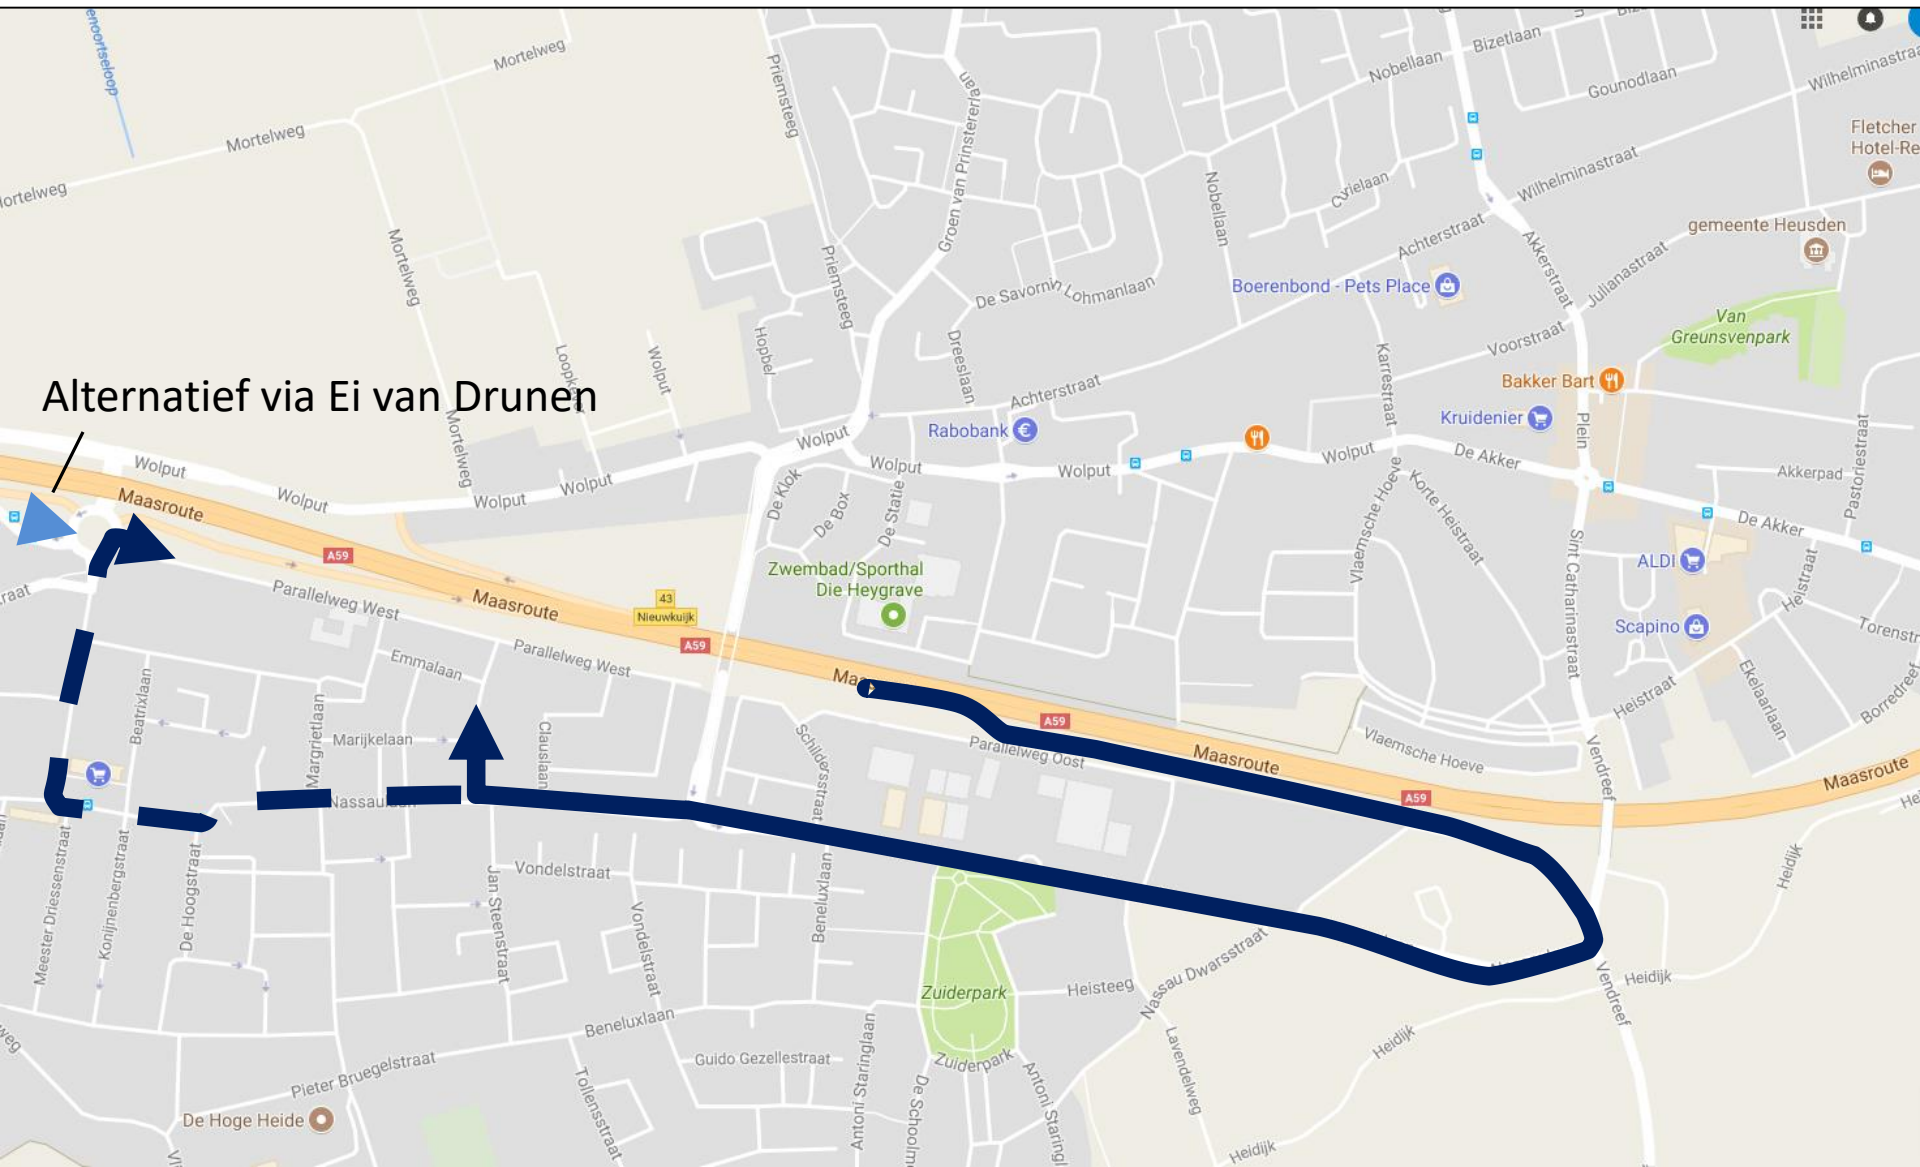 enoortseloop
Mortelweg
Priemsteeg
Groen van Prinstererlaan
Nobellaan
Bizetlaan
Gounodlaan
Wilhelminastraa
Mortelweg
Fletcher
Hotel-Re
Nobellaan
Wilhelminastraat
Mortelweg
Priemsteeg
Achterstraat
Akkerstraat
Julianastraat
gemeente Heusden
De Savornin Lohmanlaan
Boerenbond - Pets Place
Van
Greunsvenpark
Hopbel
Dreeslaan
Voorstraat
Wolput
Karrestraat
Alternatief via Ei van Drunen
Achterstraat
Bakker Bart
Mortelweg
Rabobank
Kruidenier
Plein
Wolput
Wolput
Wolput
Wolput
Wolput
Wolput
Wolput
Wolput
De Akker
Akkerpad
Pastoriestraat
Maasroute
De Klok
De Box
De Statie
Vlaemsche Hoeve
Korte Heistraat
De Akker
A59
Zwembad/Sporthal
Die Heygrave
Sint Catharinastraat
ALDI
Heistraat
raat
Parallelweg West
Maasroute
43
Nieuwkuijk
Scapino
Torenstr
A59
Emmalaan
Parallelweg West
Ekelaarlaan
Heistraat
Borredreef
Beatrixlaan
Margrietlaan
Marijkelaan
Clauslaan
Schildersstraat
A59
Parallelweg Oost
Maasroute
Vlaemsche Hoeve
Vendreef
Maasroute
A59
Nassaulaan
Heidijk
Meester Driessenstraat
Konijnenbergstraat
De Hoogstraat
Jan Steenstraat
Vondelstraat
Vondelstraat
Beneluxlaan
Nassau Dwarsstraat
Zuiderpark
Heisteeg
Vendreef
Heidijk
Beneluxlaan
Antoni Staringlaan
Heidijk
Pieter Bruegelstraat
Guido Gezellestraat
Zuiderpark
Lavendelweg
De Hoge Heide
Tollensstraat
De Schoolm
Antoni Staringl
Heidijk